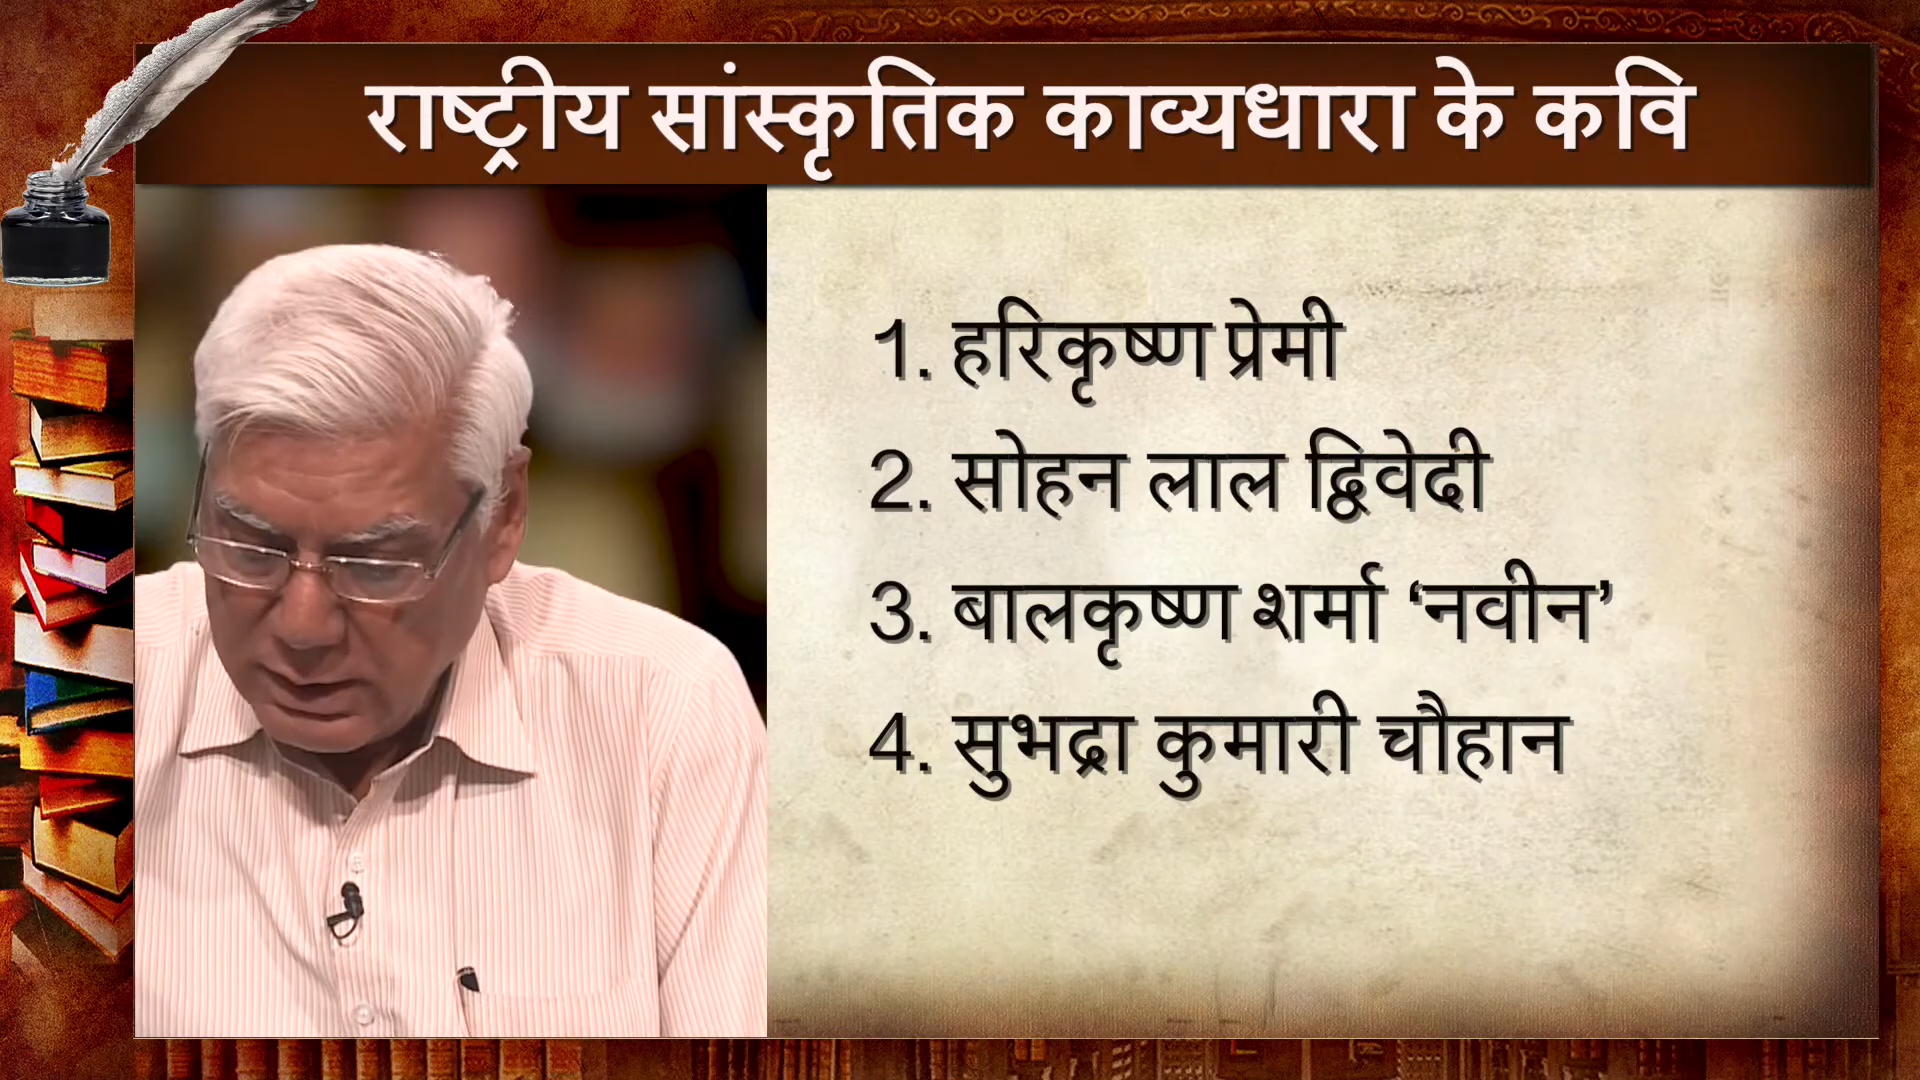 राष्ट्रीय सांस्कृतिक काव्यधारा के कवि
1. हरिकृष्ण प्रेमी
2. सोहन लाल द्विवेदी
3. बालकृष्ण शर्मा ‘नवीन’
4. सुभद्रा कुमारी चौहान